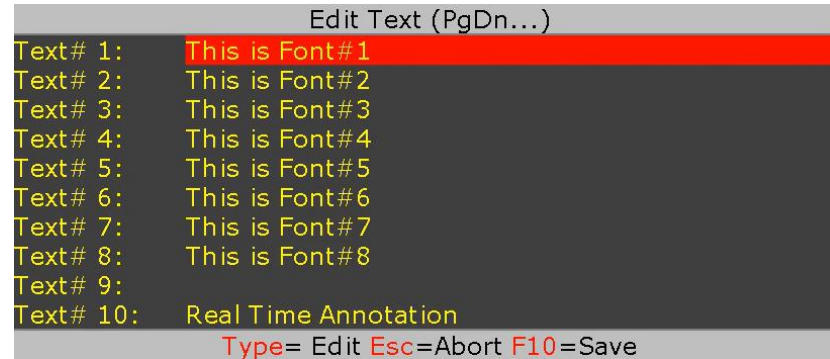 Edit Text (PgDn...)
Text# 1: This is Font#1
Text# 2: This is Font#2
Text# 3: This is Font#3
Text# 4: This is Font#4
Text# 5: This is Font#5
Text# 6: This is Font#6
Text# 7: This is Font#7
Text# 8: This is Font#8
Text# 9:
Text# 10: Real Time Annotation
Type= Edit Esc=Abort F10=Save